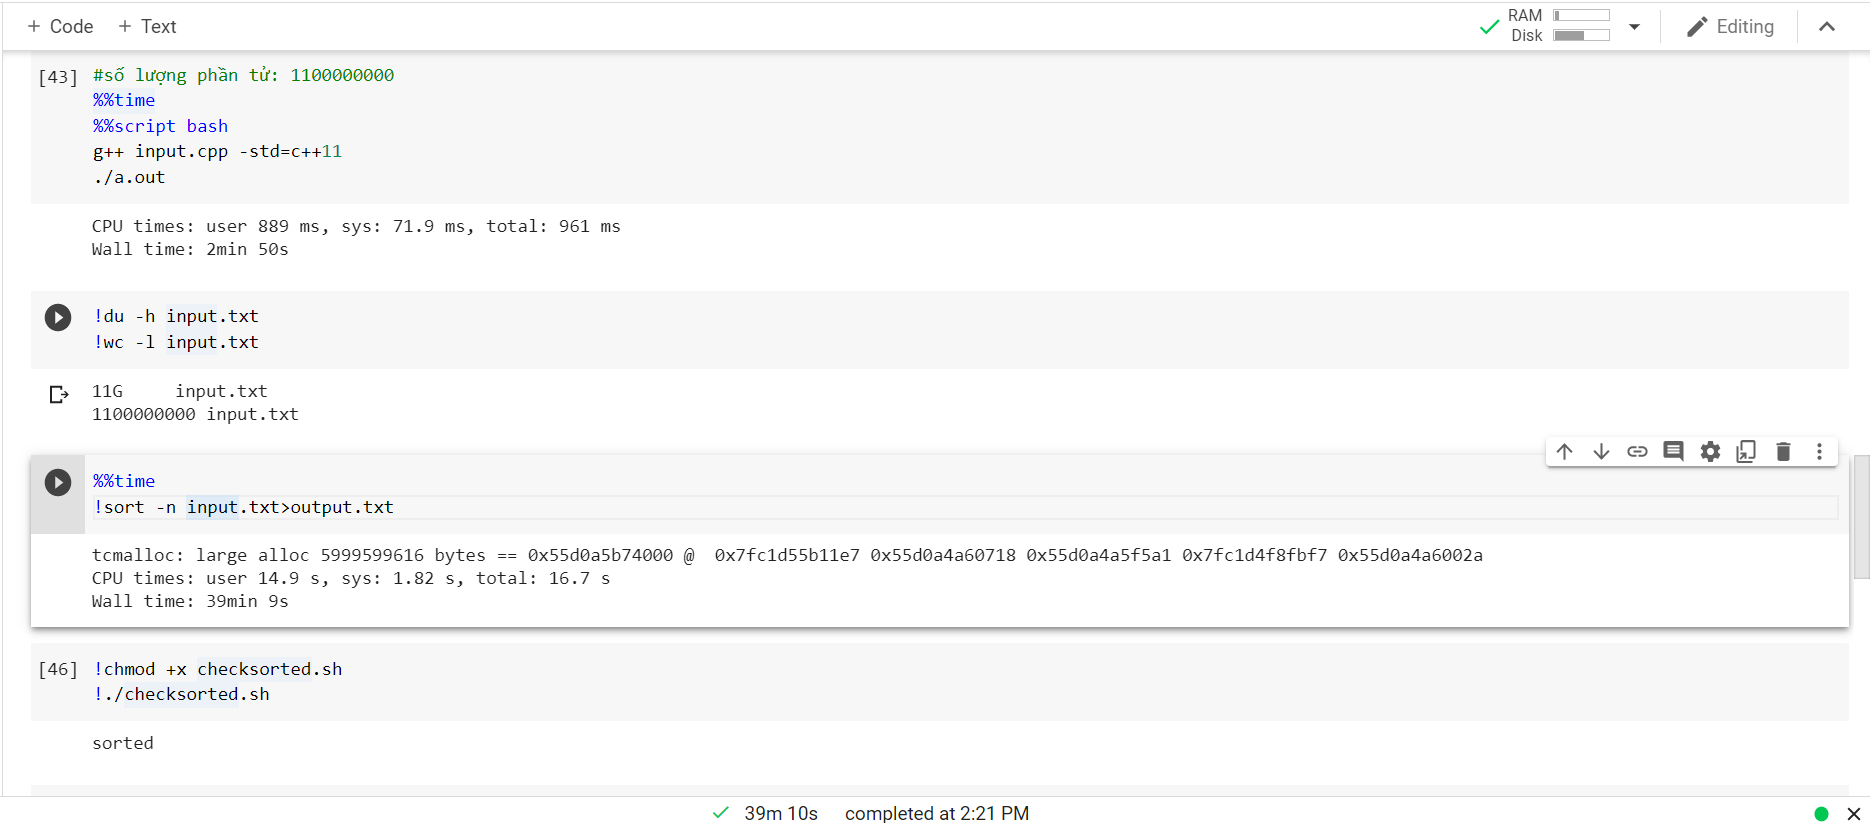 + Code + Text
RAM
Disk
Editing
[43] #số lượng phần tử: 1100000000
%%time
%%script bash
g++ input.cpp -std=c++11
./a.out
CPU times: user 889 ms, sys: 71.9 ms, total: 961 ms
Wall time: 2min 50s
!du -h input.txt
!wc -l input.txt
11G input.txt
1100000000 input.txt
%%time
!sort -n input.txt>output.txt
tcmalloc: large alloc 5999599616 bytes == 0x55d0a5b74000 @ 0x7fc1d55b11e7 0x55d0a4a60718 0x55d0a4a5f5a1 0x7fc1d4f8fbf7 0x55d0a4a6002a
CPU times: user 14.9 s, sys: 1.82 s, total: 16.7 s
Wall time: 39min 9s
[46] !chmod +x checksorted.sh
!./checksorted.sh
sorted
39m 10s completed at 2:21 PM